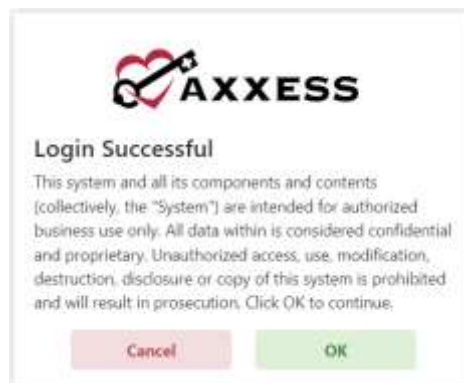 AXXESS
Login Successful
This system and all its components and contents
(collectively, the "System") are intended for authorized
business use only. All data within is considered confidential
and proprietary. Unauthorized access, use, modification,
destruction, disclosure or copy of this system is prohibited
and will result in prosecution. Click OK to continue.
Cancel
OK